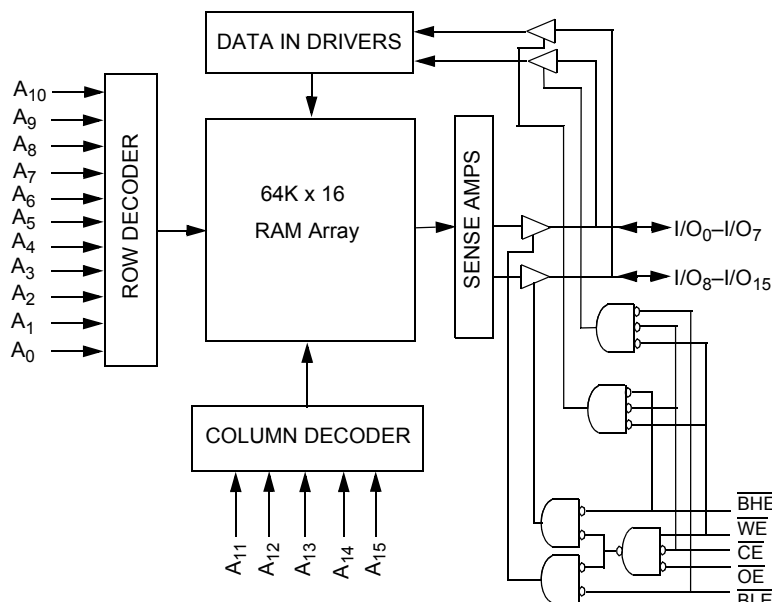 DATA IN DRIVERS
A10
A9
A8
A7
A6
A5
A4
A3
A2
A1
A0
ROW DECODER
64K x 16
RAM Array
SENSE AMPS
I/O0–I/O7
I/O8–I/O15
COLUMN DECODER
A11
A12
A13
A14
A15
BHE
WE
CE
OE
BLE